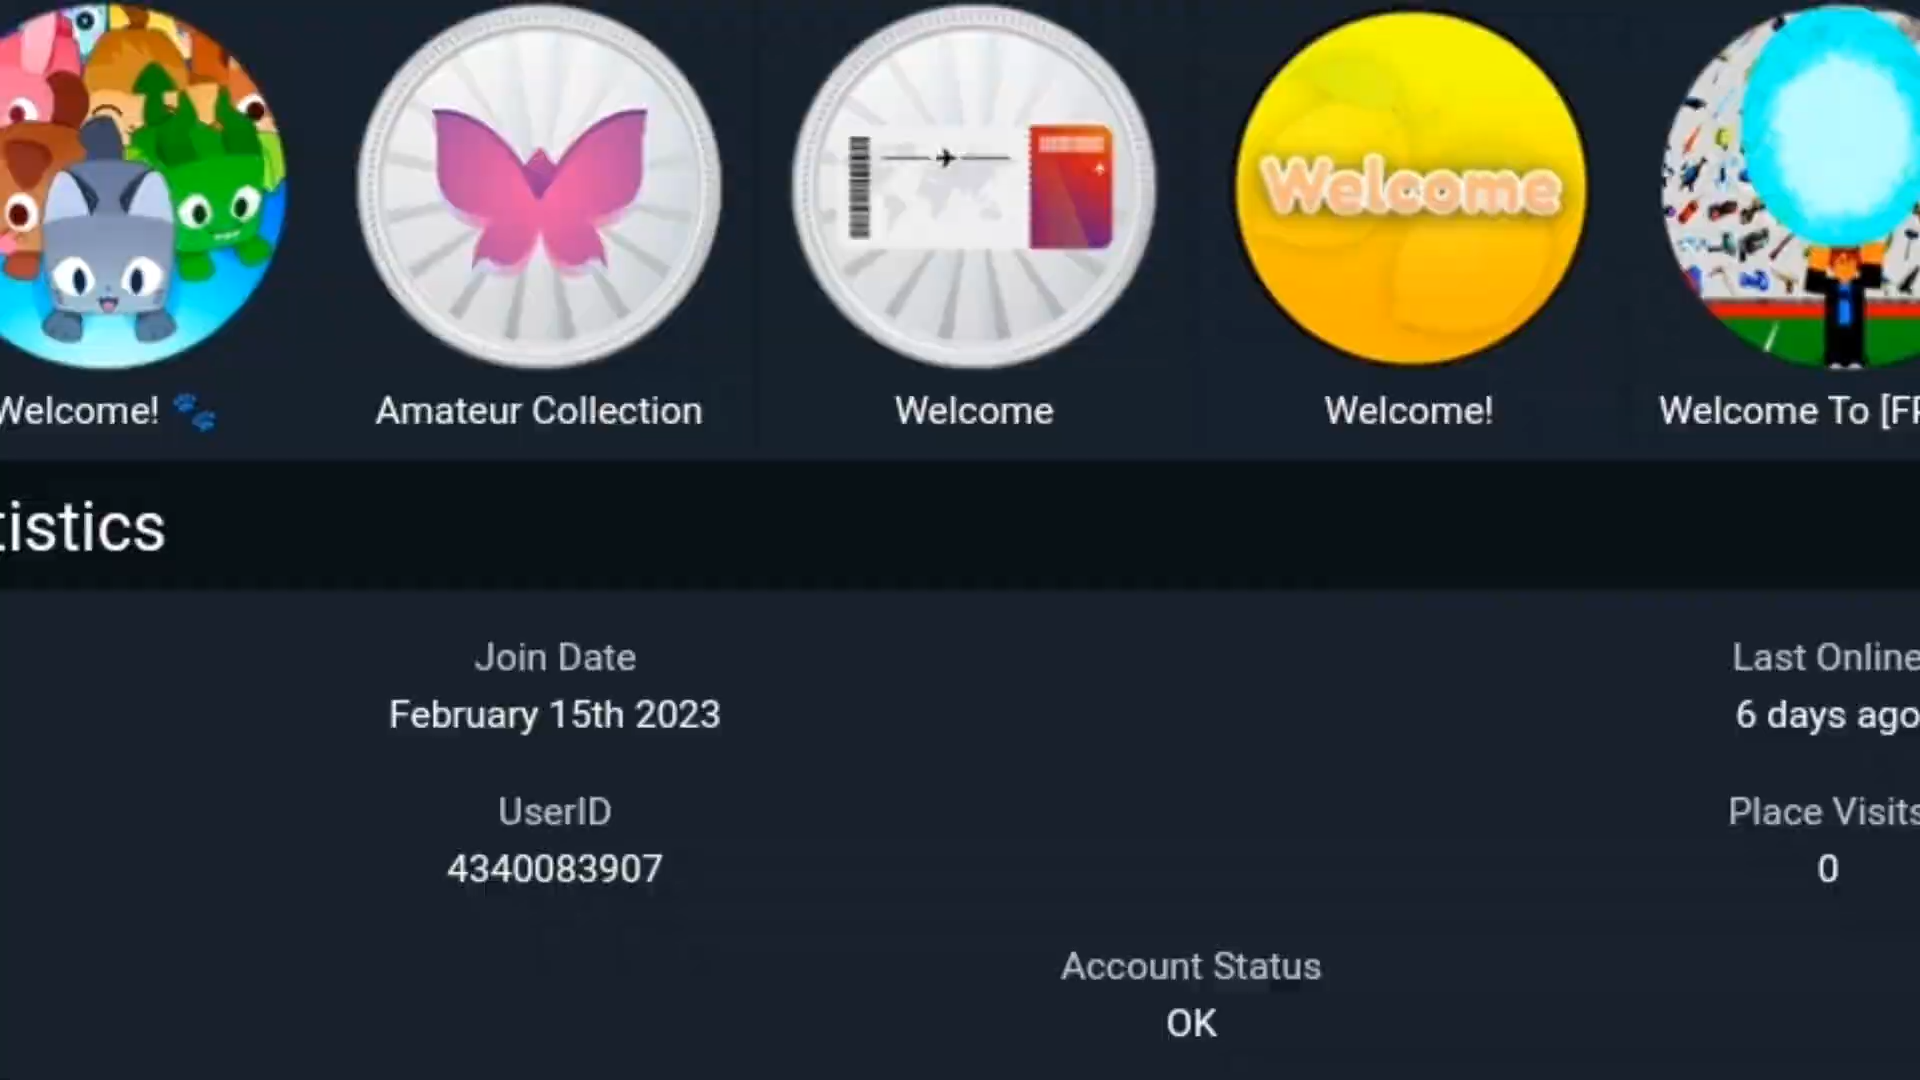 Welcome
Welcome! 🐾
Amateur Collection
Welcome
Welcome!
Welcome To [
tistics
Join Date
Last Online
February 15th 2023
6 days ago
UserID
Place Visits
4340083907
0
Account Status
OK